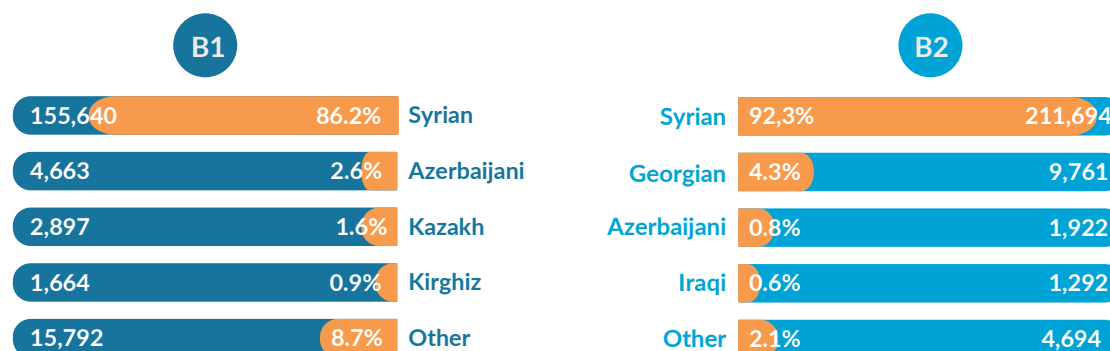 B1
155,640 86.2% Syrian
4,663 2.6% Azerbaijani
2,897 1.6% Kazakh
1,664 0.9% Kirghiz
15,792 8.7% Other
B2
Syrian 92,3% 211,694
Georgian 4.3% 9,761
Azerbaijani 0.8% 1,922
Iraqi 0.6% 1,292
Other 2.1% 4,694